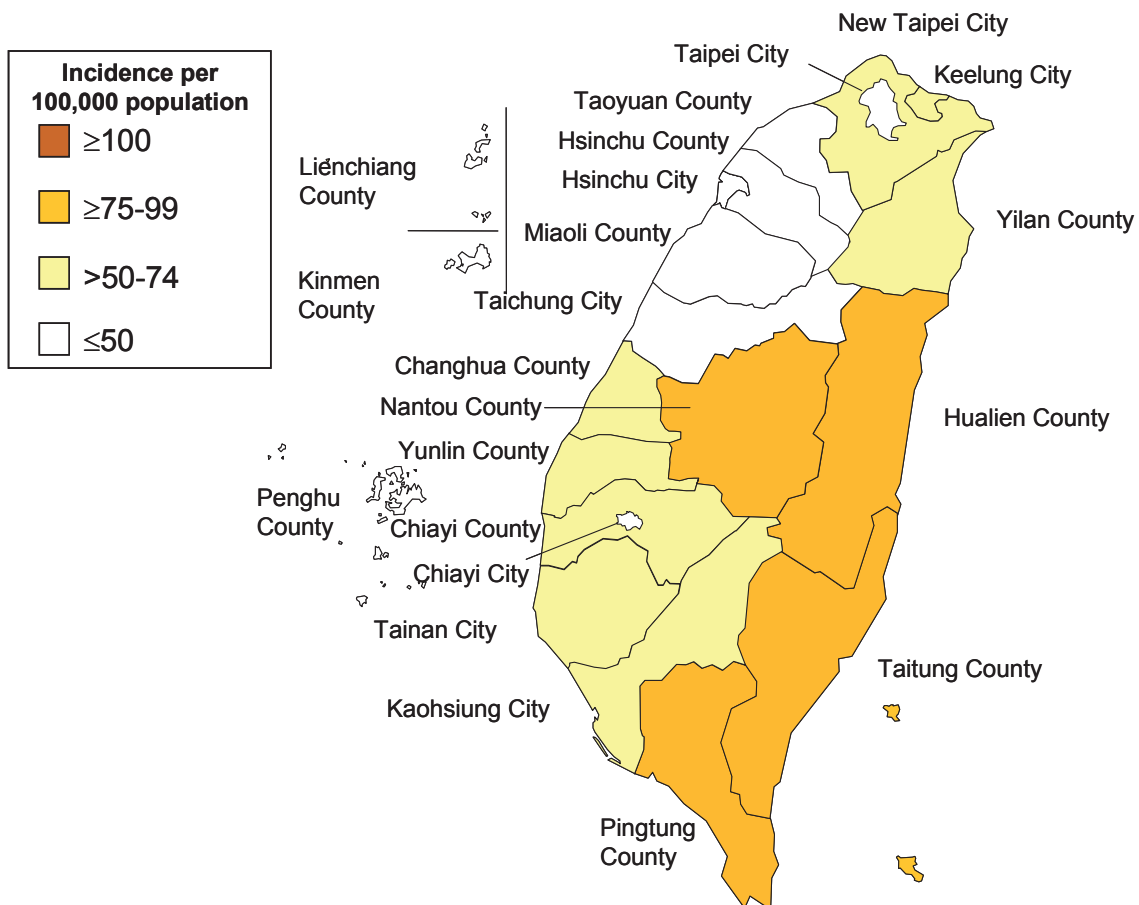 Incidence per
100,000 population
≥100
≥75-99
>50-74
≤50
New Taipei City
Taipei City
Keelung City
Taoyuan County
Hsinchu County
Lienchiang
County
Hsinchu City
Yilan County
Miaoli County
Kinmen
County
Taichung City
Changhua County
Nantou County
Hualien County
Yunlin County
Penghu
County
Chiayi County
Chiayi City
Tainan City
Taitung County
Kaohsiung City
Pingtung
County